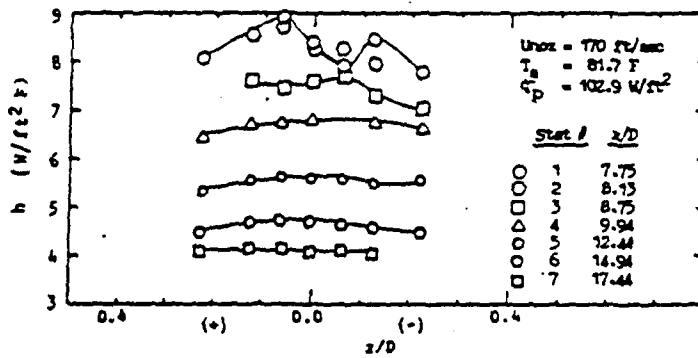 9
8
7
6
5
4
3
h (W/ft² F)
Unoz = 170 ft/sec
T = 81.7 F
q_p = 102.9 W/ft²
Stat # x/D
1 7.75
2 8.13
3 8.75
4 9.94
5 12.44
6 14.94
7 17.44
0.4 (+) 0.0 (-) 0.4
z/D